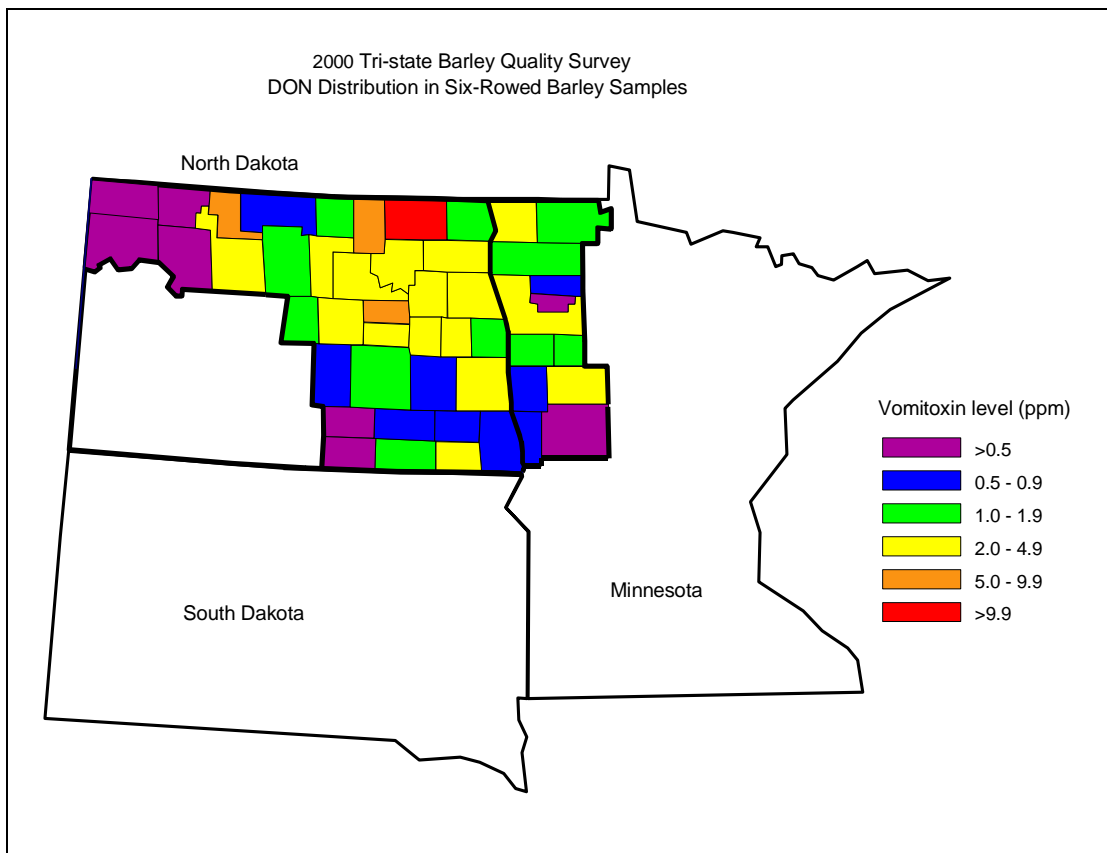 2000 Tri-state Barley Quality Survey
DON Distribution in Six-Rowed Barley Samples
North Dakota
Vomitoxin level (ppm)
>0.5
0.5 - 0.9
1.0 - 1.9
2.0 - 4.9
5.0 - 9.9
>9.9
Minnesota
South Dakota